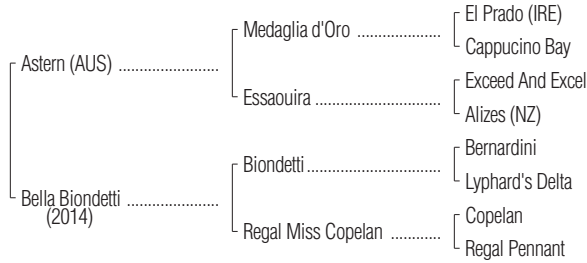 El Prado (IRE)
Medaglia d'Oro ..................
Cappucino Bay
Astern (AUS) ......................
Exceed And Excel
Essaouira ...........................
Alizes (NZ)
Bernardini
Biondetti .............................
Lyphard's Delta
Bella Biondetti .....................
(2014)
Copelan
Regal Miss Copelan ............
Regal Pennant